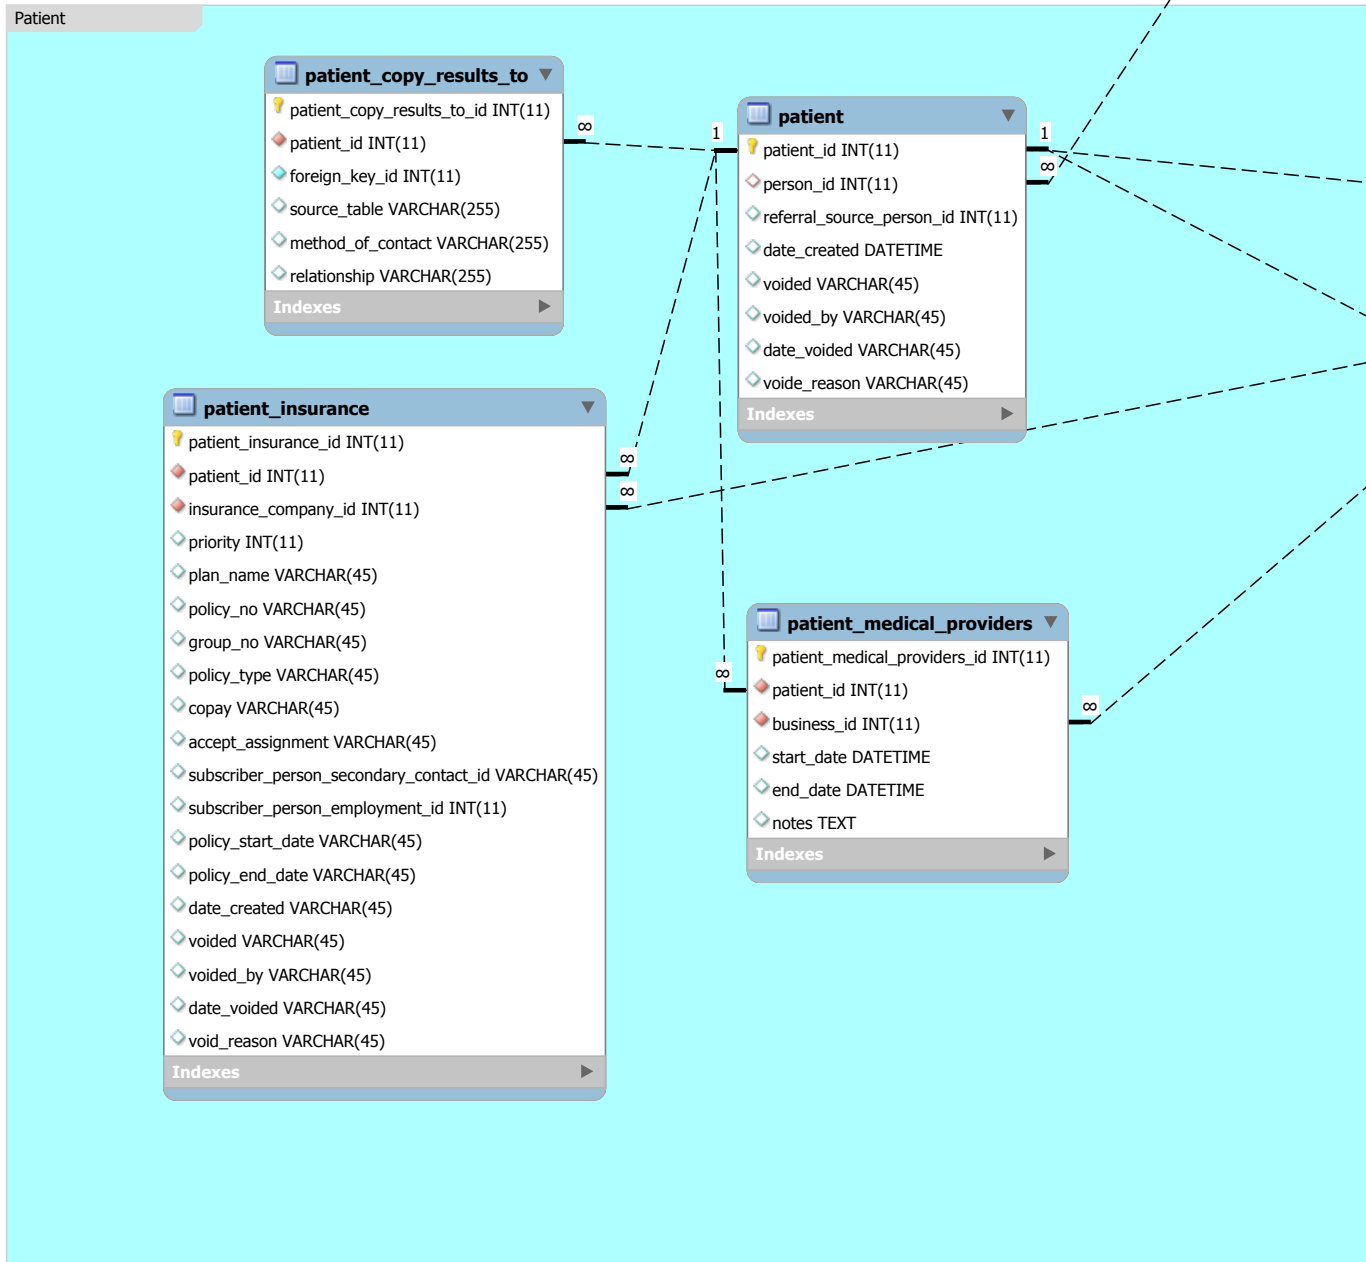 Patient
patient_copy_results_to
patient_copy_results_to_id INT(11)
patient_id INT(11)
foreign_key_id INT(11)
source_table VARCHAR(255)
method_of_contact VARCHAR(255)
relationship VARCHAR(255)
Indexes
∞
1
patient
patient_id INT(11)
person_id INT(11)
referral_source_person_id INT(11)
date_created DATETIME
voided VARCHAR(45)
voided_by VARCHAR(45)
date_voided VARCHAR(45)
voide_reason VARCHAR(45)
Indexes
1
∞
patient_insurance
patient_insurance_id INT(11)
patient_id INT(11)
insurance_company_id INT(11)
priority INT(11)
plan_name VARCHAR(45)
policy_no VARCHAR(45)
group_no VARCHAR(45)
policy_type VARCHAR(45)
copay VARCHAR(45)
accept_assignment VARCHAR(45)
subscriber_person_secondary_contact_id VARCHAR(45)
subscriber_person_employment_id INT(11)
policy_start_date VARCHAR(45)
policy_end_date VARCHAR(45)
date_created VARCHAR(45)
voided VARCHAR(45)
voided_by VARCHAR(45)
date_voided VARCHAR(45)
void_reason VARCHAR(45)
Indexes
∞
∞
patient_medical_providers
patient_medical_providers_id INT(11)
patient_id INT(11)
business_id INT(11)
start_date DATETIME
end_date DATETIME
notes TEXT
Indexes
∞
∞